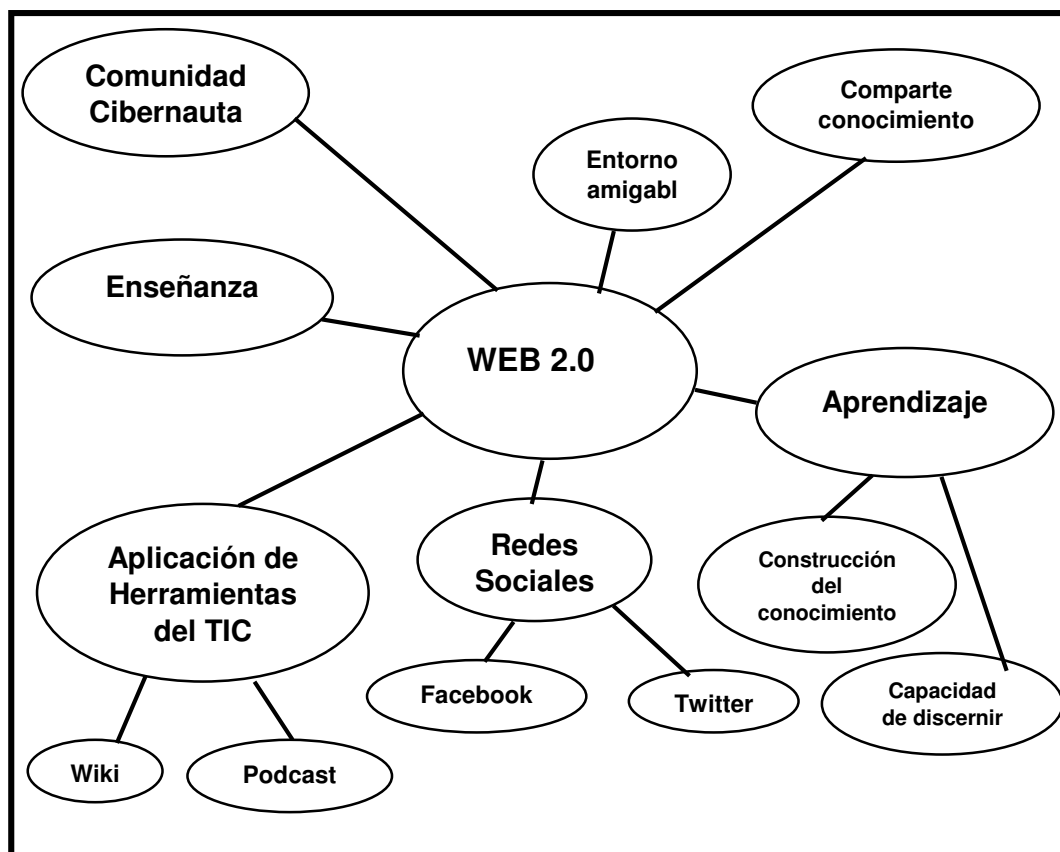 Comunidad
Cibernauta
Comparte
conocimiento
Entorno
amigabl
Enseñanza
WEB 2.0
Aprendizaje
Aplicación de
Herramientas
del TIC
Redes
Sociales
Construcción
del
conocimiento
Facebook
Twitter
Capacidad
de discernir
Wiki
Podcast